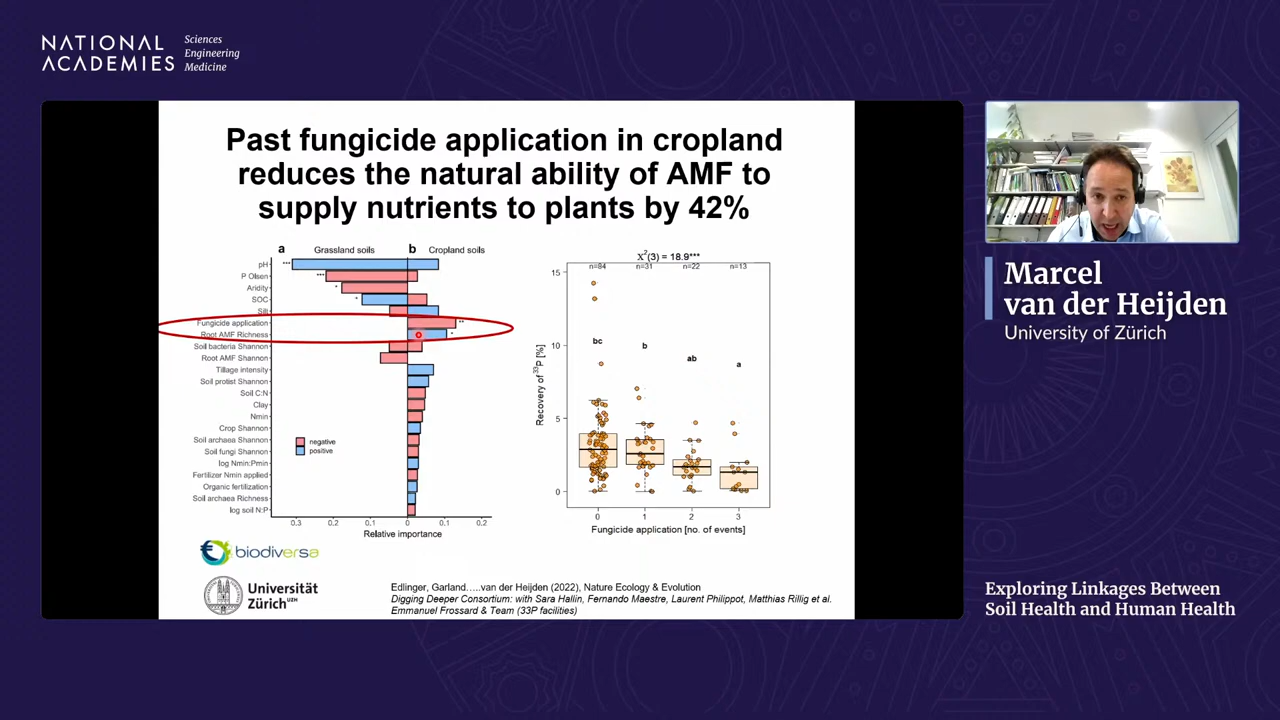 NATIONAL
ACADEMIES
Sciences
Engineering
Medicine
Past fungicide application in cropland
reduces the natural ability of AMF to
supply nutrients to plants by 42%
a Grassland soils b Cropland soils
pH
P Olsen
Aridity
SOC
Silt
Fungicide application
Root AMF Richness
Soil bacteria Shannon
Root AMF Shannon
Tillage intensity
Soil protist Shannon
Soil C:N
Clay
Nmin
Crop Shannon
Soil archaea Shannon
Soil fungi Shannon
log Nmin:Pmin
Fertilizer Nmin applied
Organic fertilization
Soil archaea Richness
log soil N:P
***
***
*
*
**
*
negative
positive
0.3 0.2 0.1 0 0.1 0.2
Relative importance
X²(3) = 18.9***
n=84 n=31 n=22 n=13
15
10
5
0
bc b ab a
Recovery of ³³P [%]
0 1 2 3
Fungicide application [no. of events]
biodiversa
Universität
Zürich UZH
Edlinger, Garland.....van der Heijden (2022), Nature Ecology & Evolution
Digging Deeper Consortium: with Sara Hallin, Fernando Maestre, Laurent Philippot, Matthias Rillig et al.
Emmanuel Frossard & Team (33P facilities)
Marcel
van der Heijden
University of Zürich
Exploring Linkages Between
Soil Health and Human Health